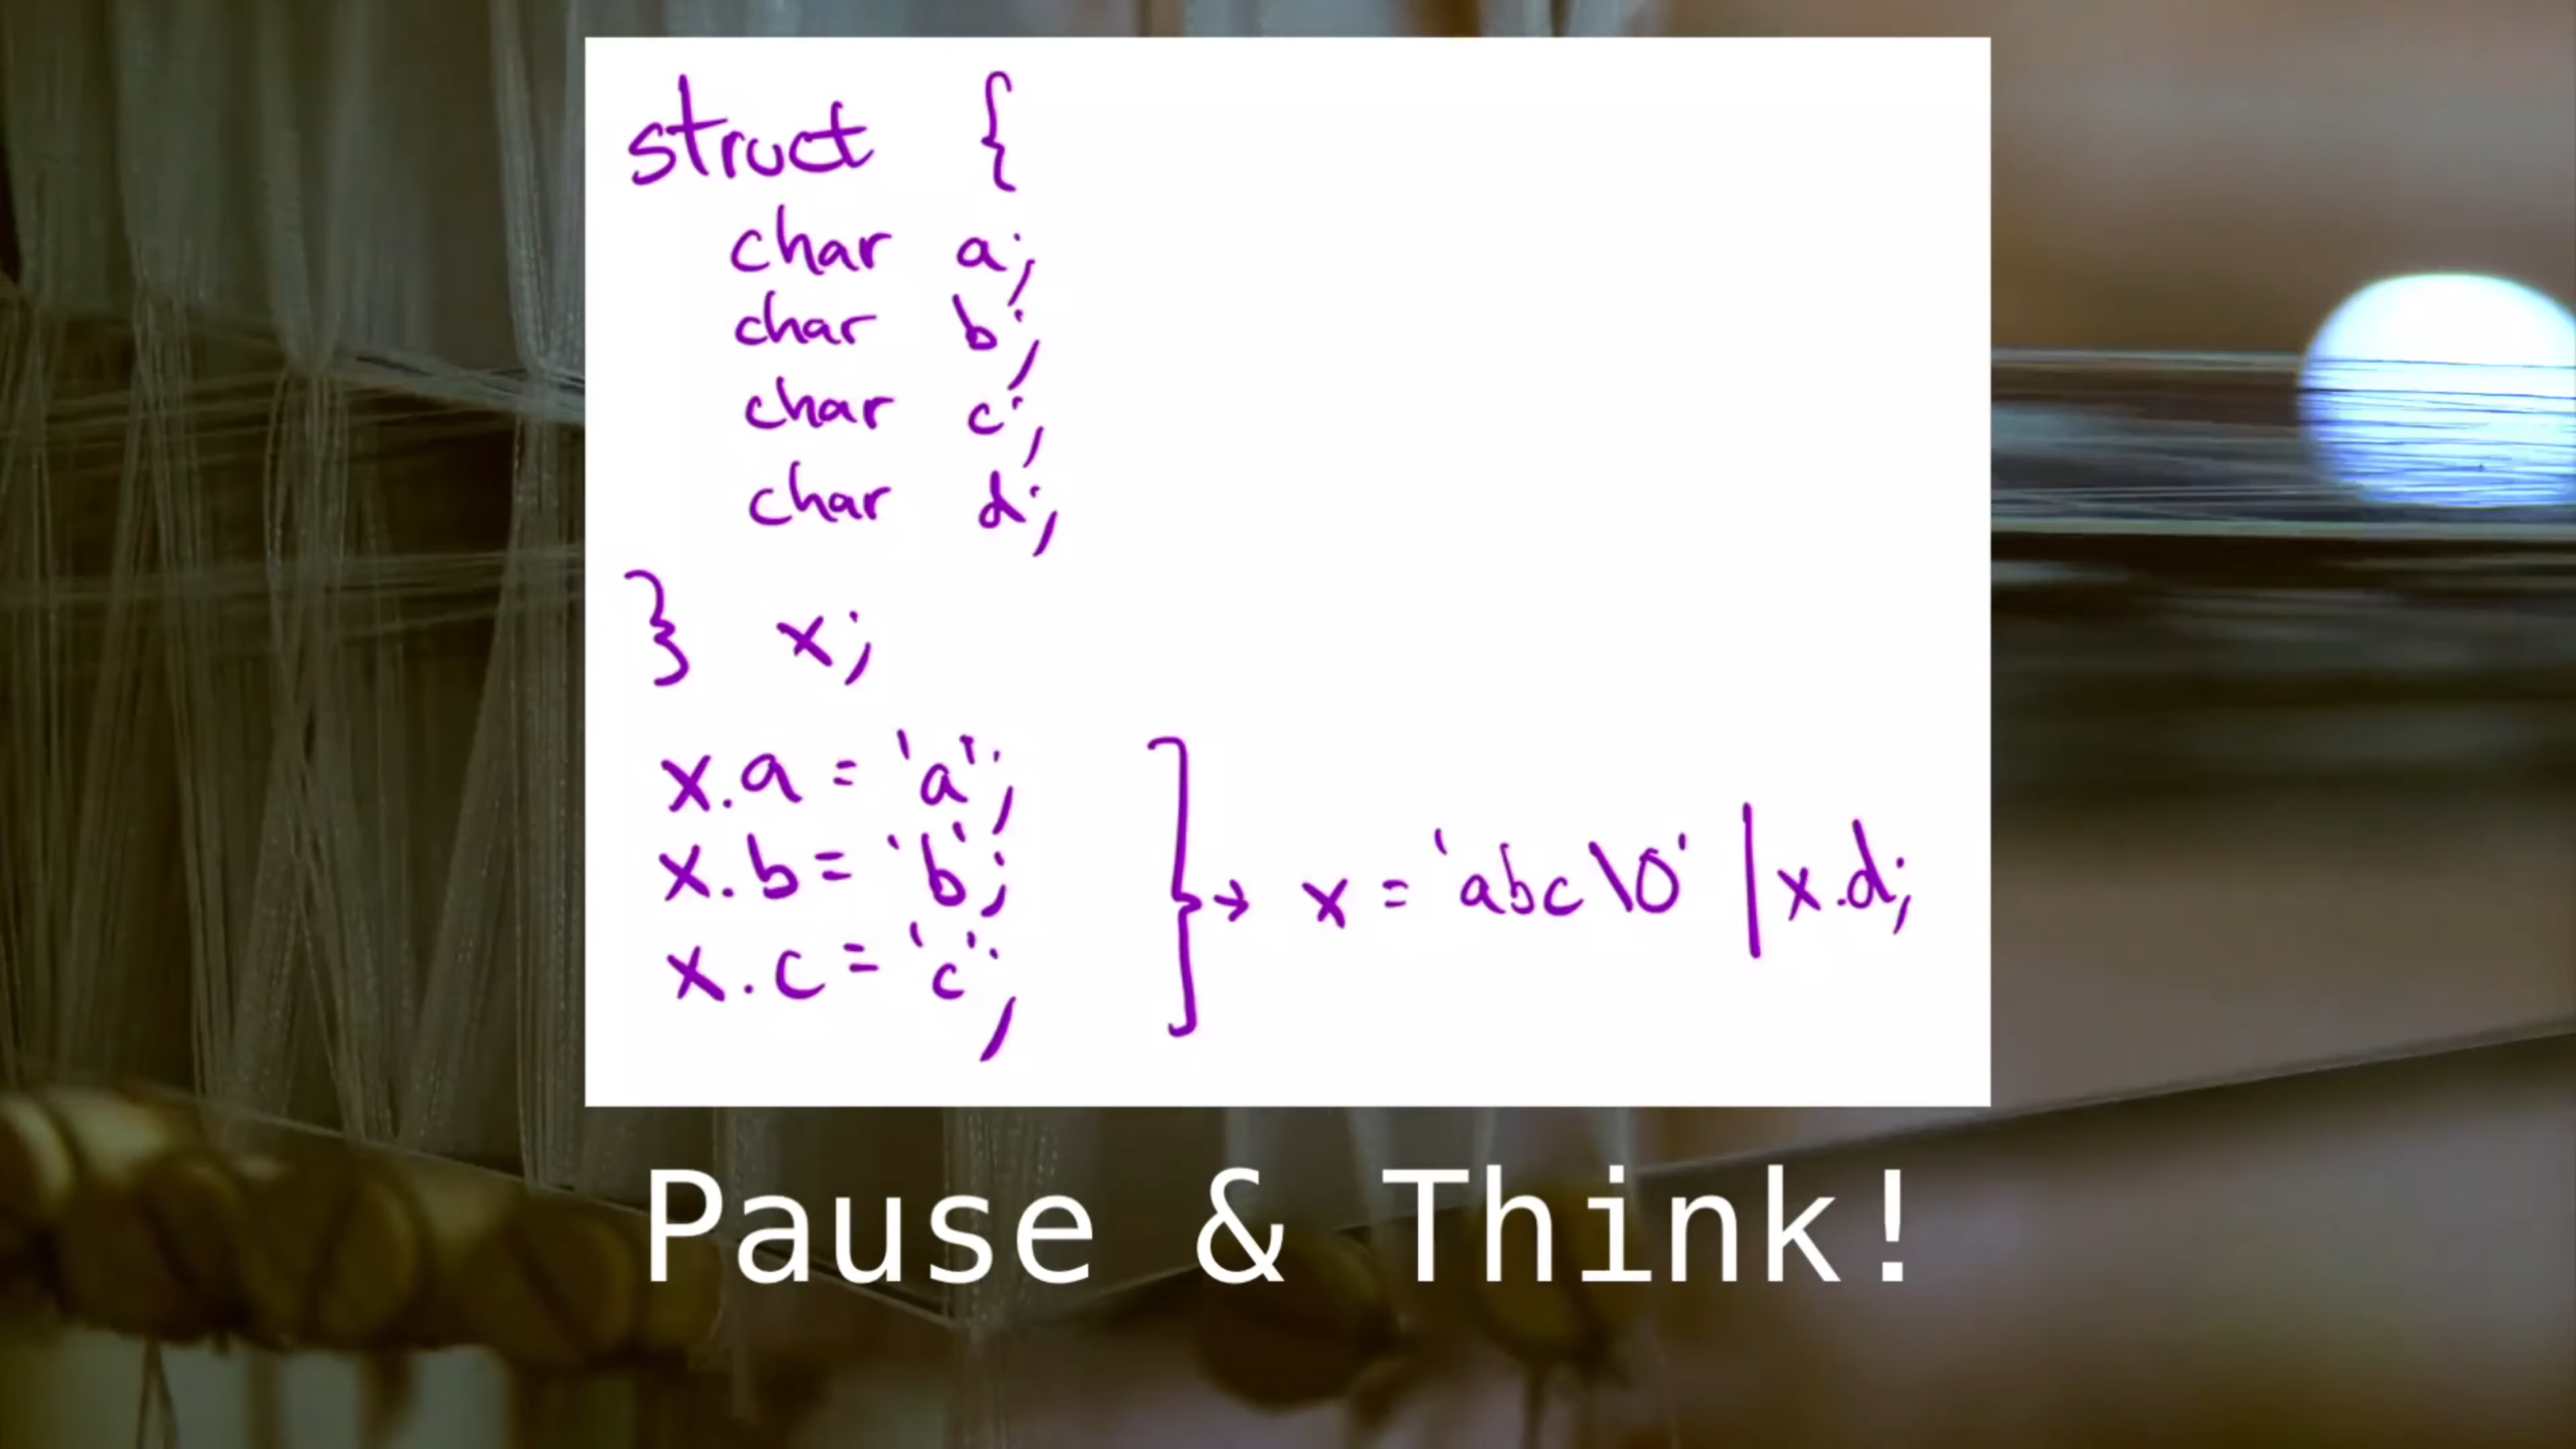 struct {
char a;
char b;
char c;
char d;
} x;
x.a = 'a';
x.b = 'b';
x.c = 'c';
→ x = 'abc\0' | x.d;
Pause & Think!